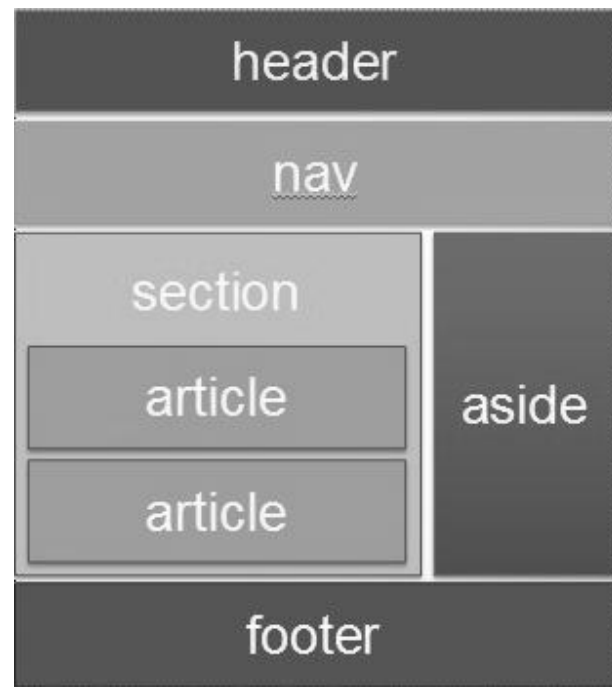 header
nav
section
article
aside
article
footer